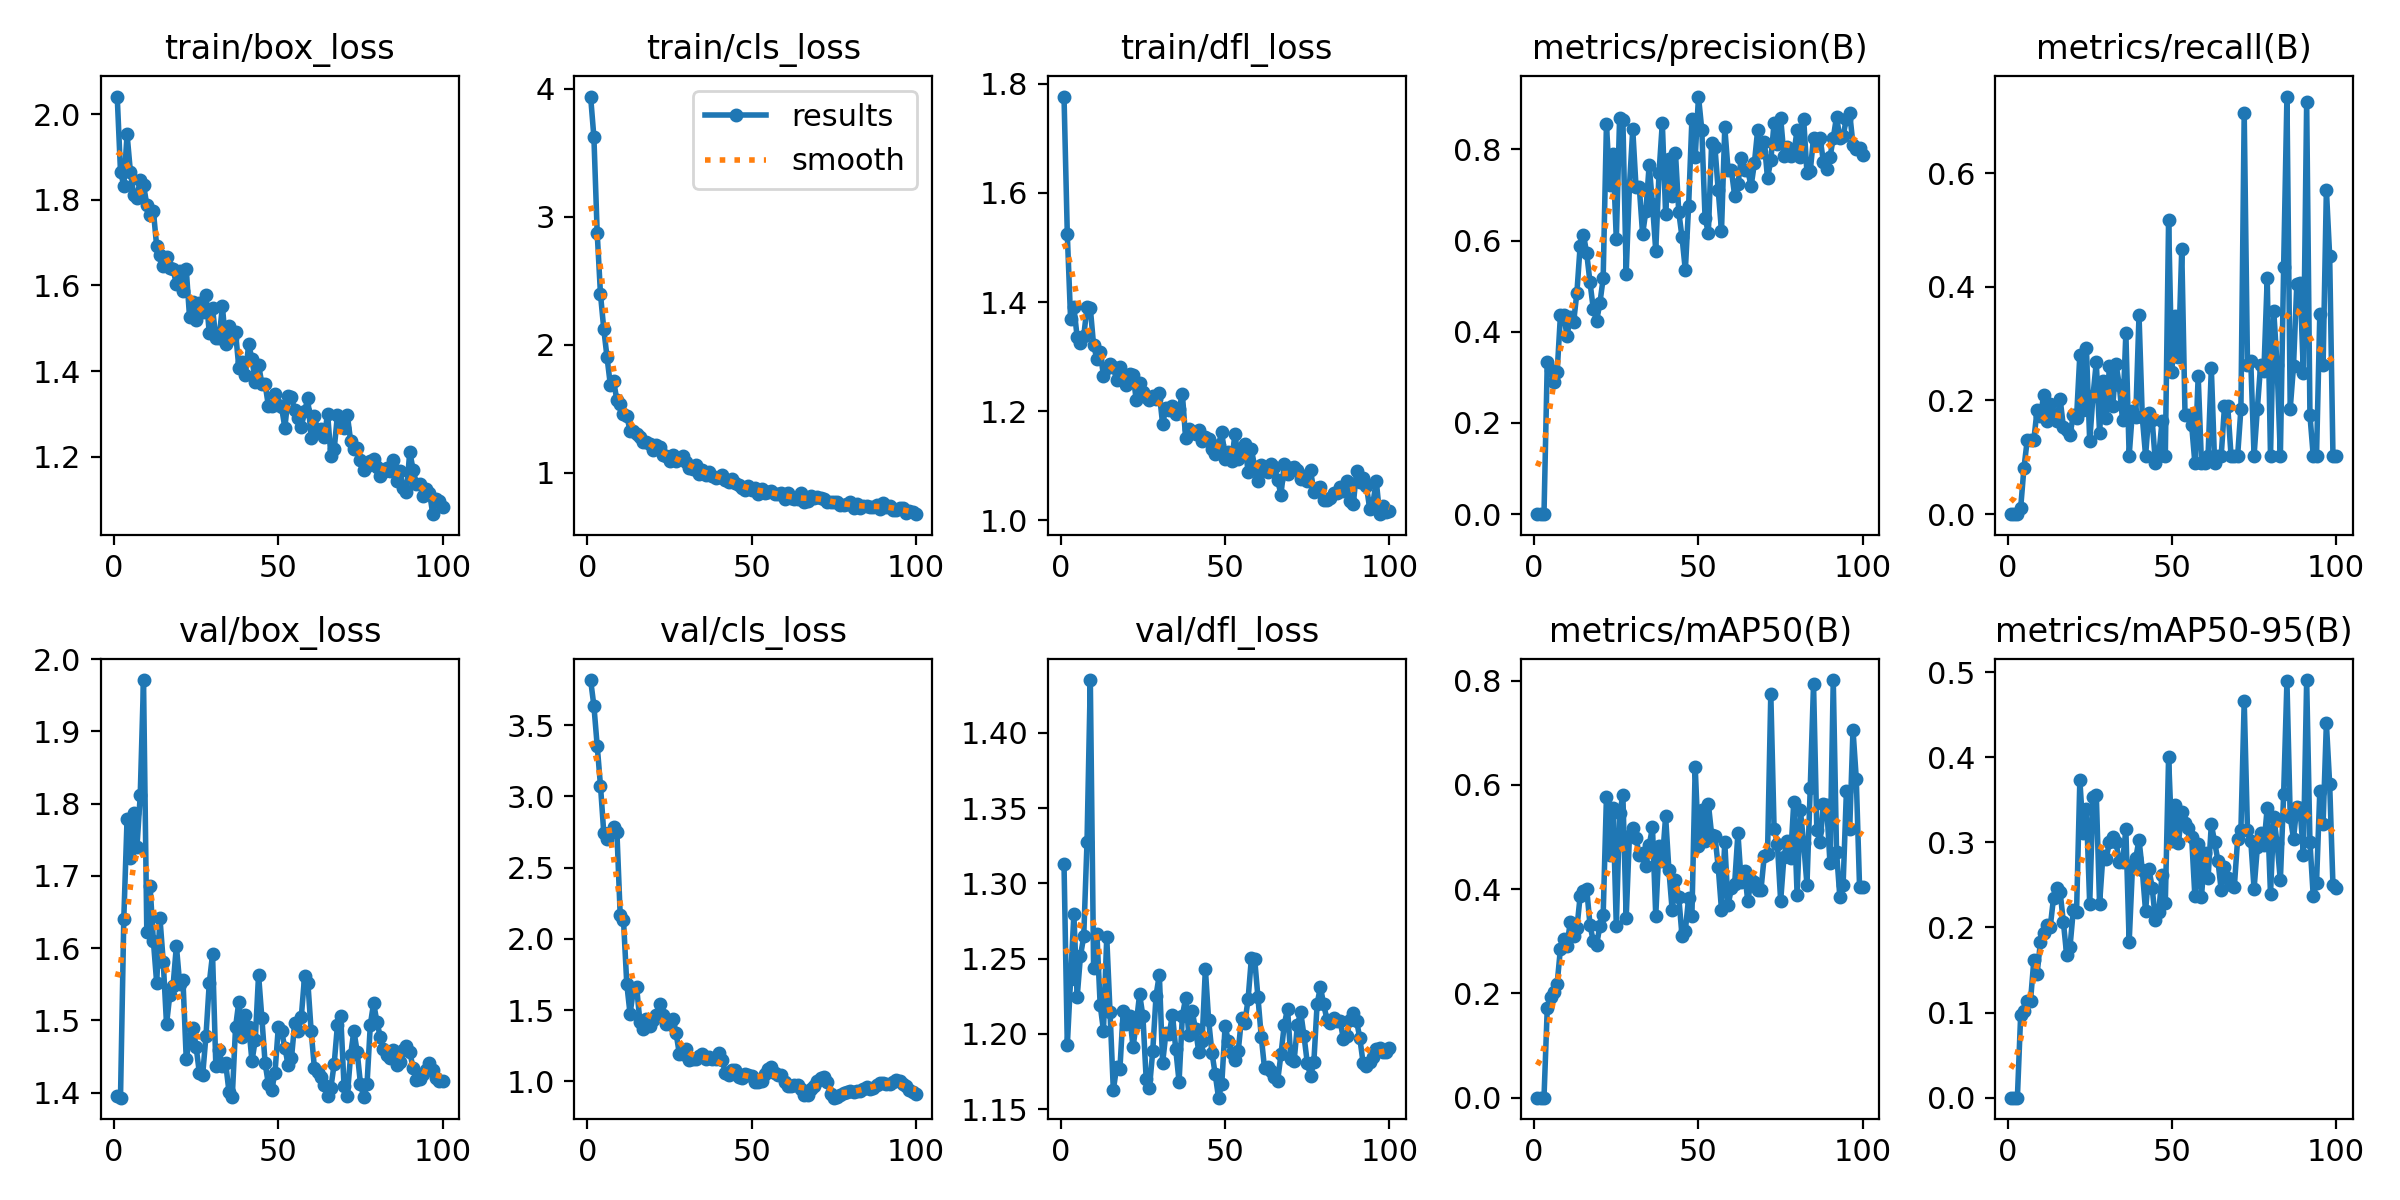 train/box_loss
2.0
1.8
1.6
1.4
1.2
0 50 100
train/cls_loss
results
smooth
4
3
2
1
0 50 100
train/dfl_loss
1.8
1.6
1.4
1.2
1.0
0 50 100
metrics/precision(B)
0.8
0.6
0.4
0.2
0.0
0 50 100
metrics/recall(B)
0.6
0.4
0.2
0.0
0 50 100
val/box_loss
2.0
1.9
1.8
1.7
1.6
1.5
1.4
0 50 100
val/cls_loss
3.5
3.0
2.5
2.0
1.5
1.0
0 50 100
val/dfl_loss
1.40
1.35
1.30
1.25
1.20
1.15
0 50 100
metrics/mAP50(B)
0.8
0.6
0.4
0.2
0.0
0 50 100
metrics/mAP50-95(B)
0.5
0.4
0.3
0.2
0.1
0.0
0 50 100